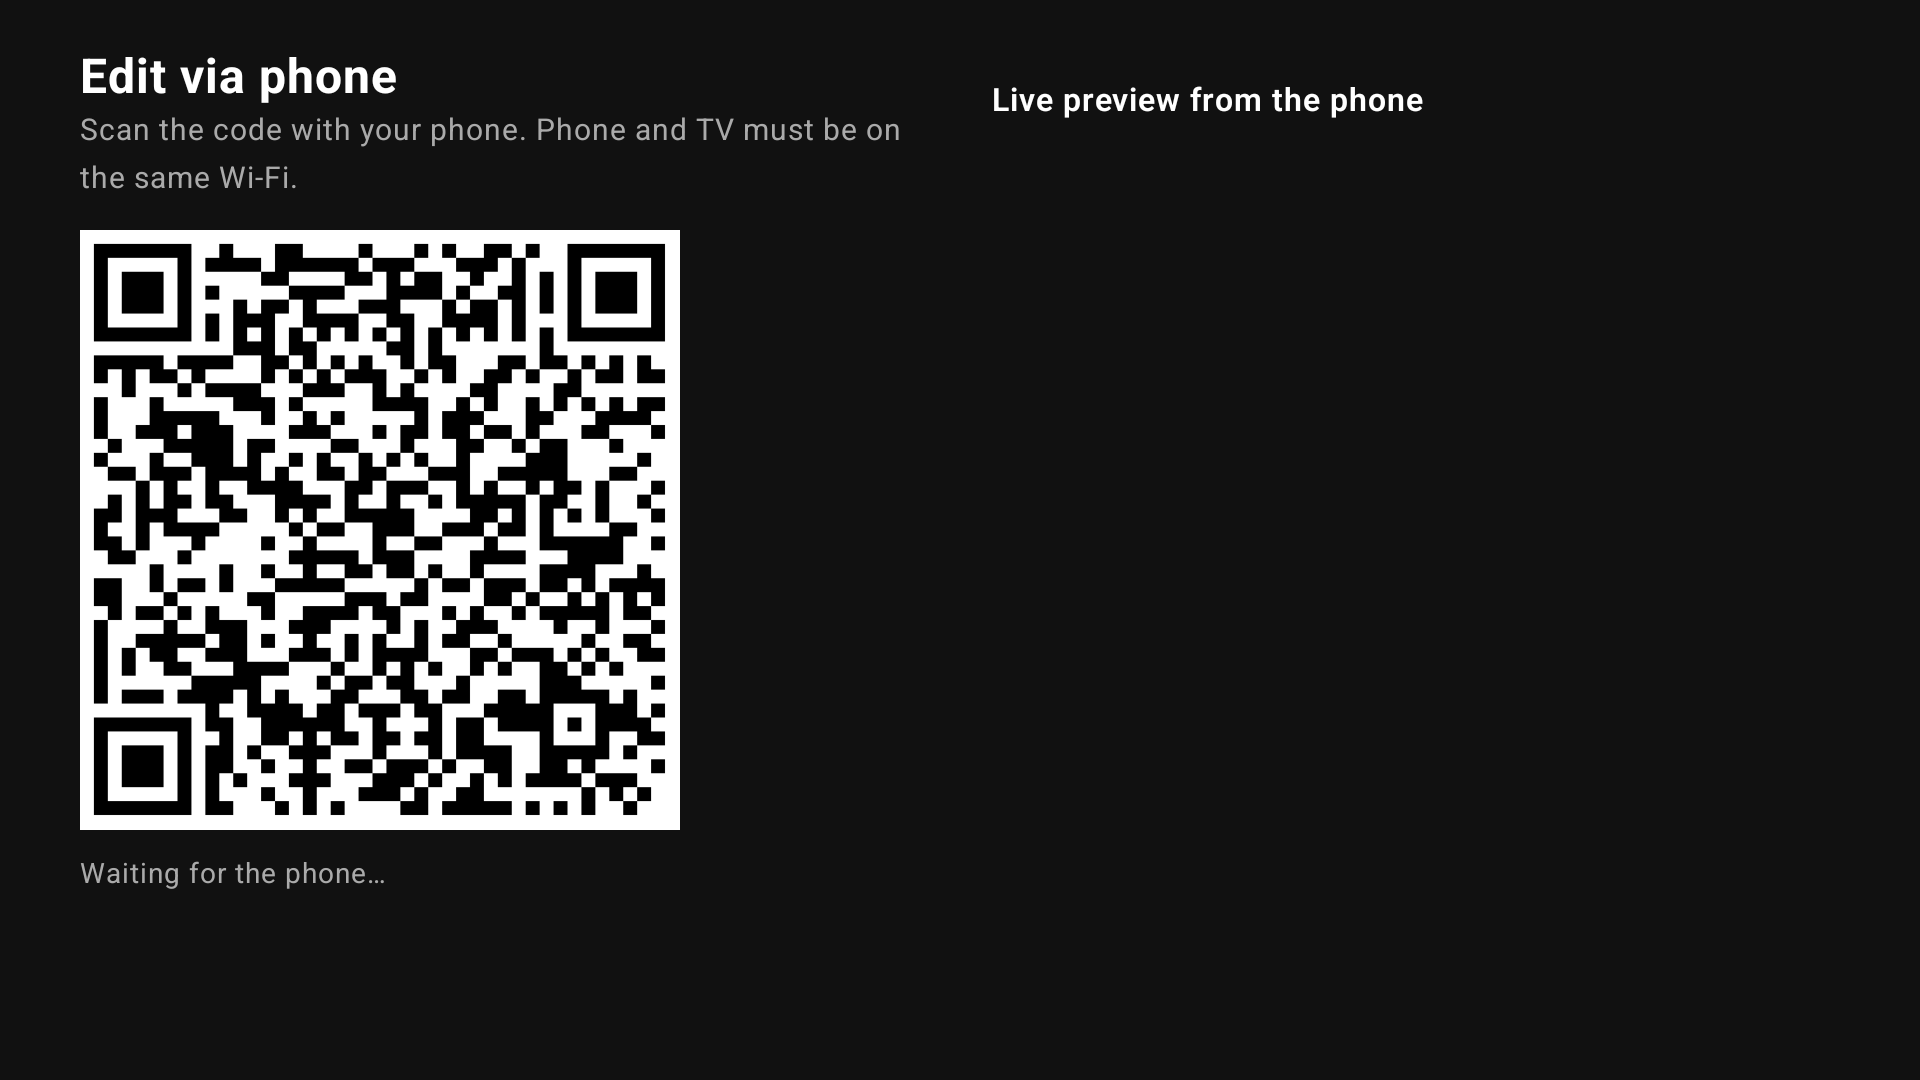 Edit via phone
Scan the code with your phone. Phone and TV must be on
the same Wi-Fi.
Live preview from the phone
Waiting for the phone…